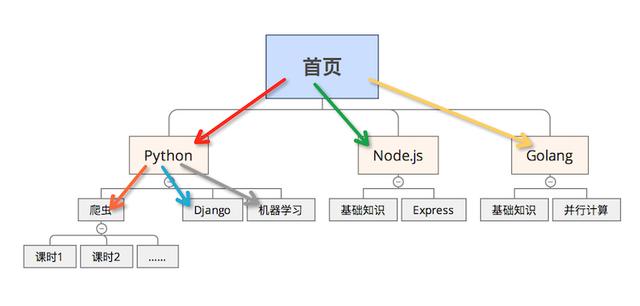 首页
Python
Node.js
Golang
爬虫
Django
机器学习
基础知识
Express
基础知识
并行计算
课时1
课时2
......